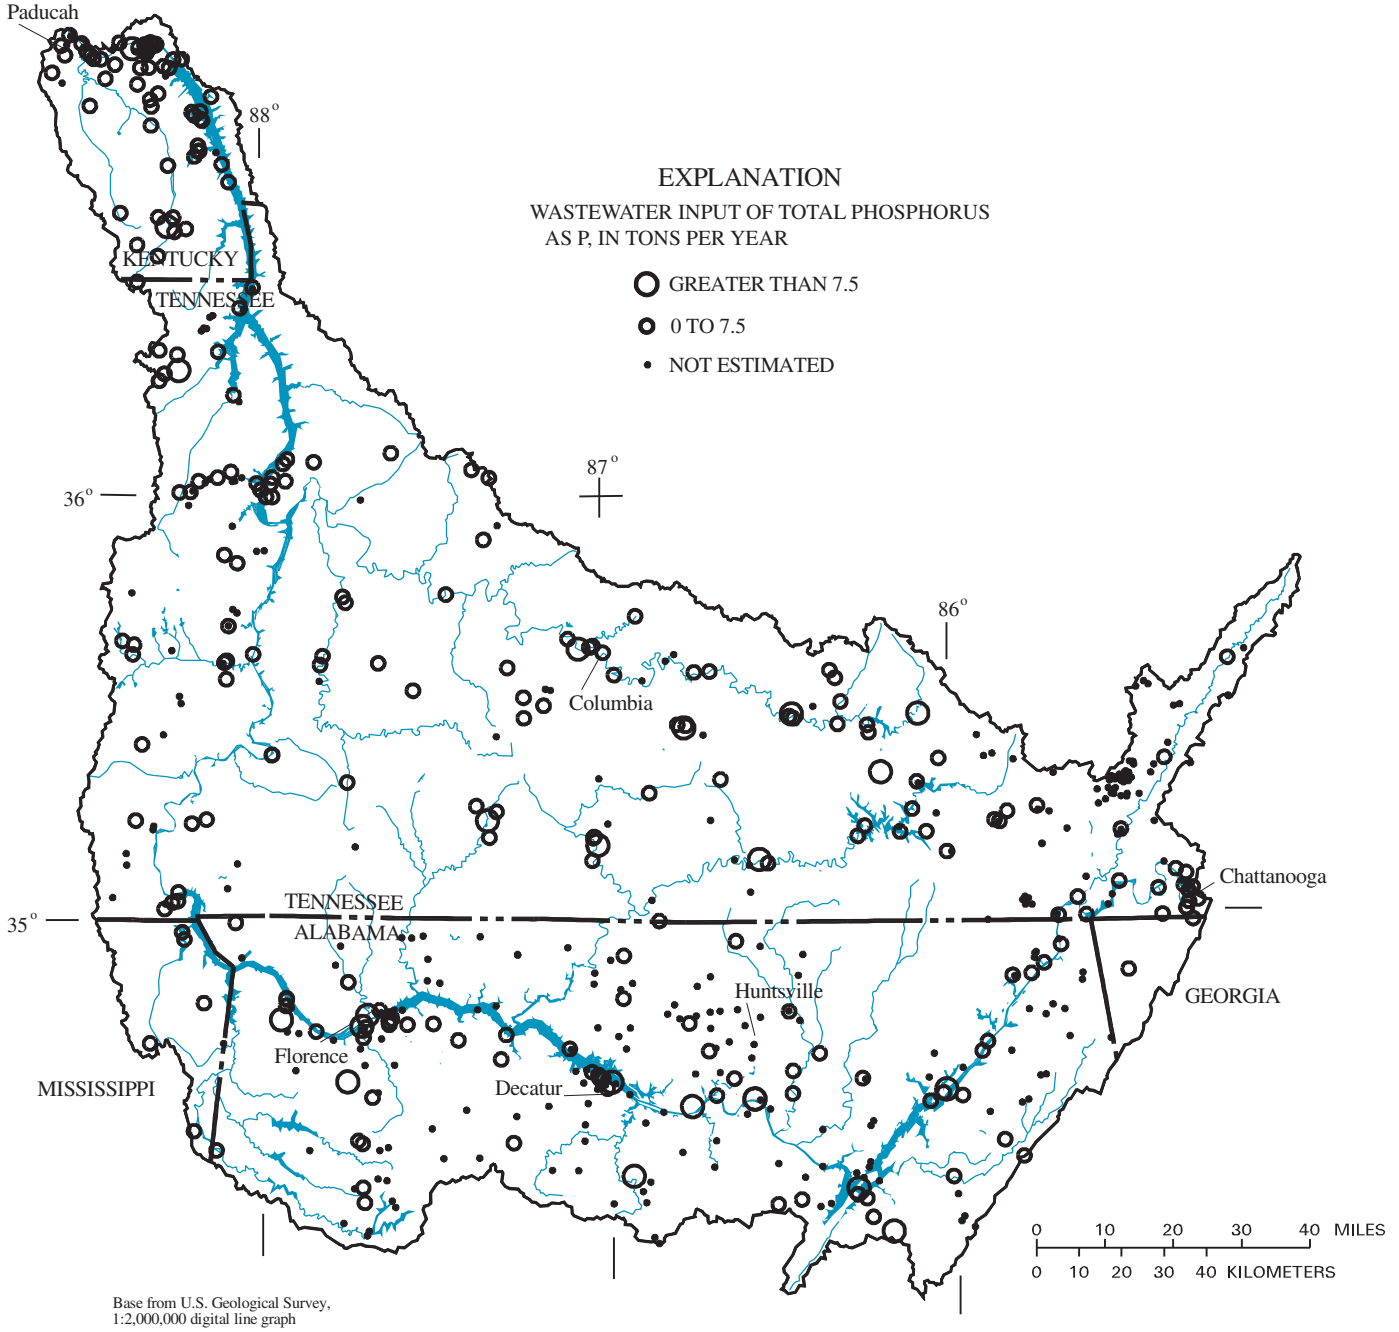 Paducah
88°
EXPLANATION
WASTEWATER INPUT OF TOTAL PHOSPHORUS
AS P, IN TONS PER YEAR
GREATER THAN 7.5
0 TO 7.5
NOT ESTIMATED
KENTUCKY
TENNESSEE
87°
36°
86°
Columbia
Chattanooga
TENNESSEE
35°
ALABAMA
Huntsville
GEORGIA
Florence
Decatur
MISSISSIPPI
0 10 20 30 40 MILES
0 10 20 30 40 KILOMETERS
Base from U.S. Geological Survey,
1:2,000,000 digital line graph